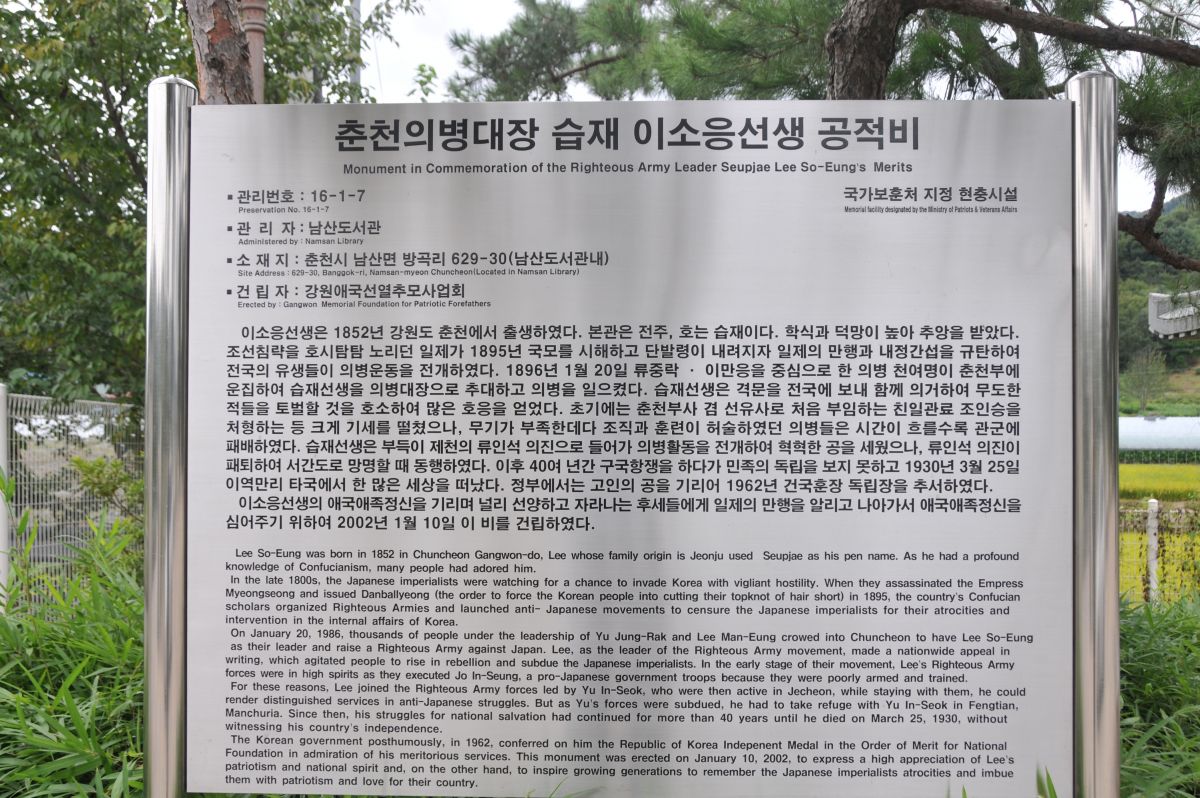 춘천의병대장 습재 이소응선생 공적비
Monument in Commemoration of the Righteous Army Leader Seupjae Lee So-Eung's Merits
▪ 관리번호 : 16-1-7
Preservation No. 16-1-7
국가보훈처 지정 현충시설
Memorial facility designated by the Ministry of Patriots & Veterans Affairs
▪ 관 리 자 : 남산도서관
Administered by : Namsan Library
▪ 소 재 지 : 춘천시 남산면 방곡리 629-30(남산도서관내)
Site Address : 629-30, Banggok-ri, Namsan-myeon Chuncheon(Located in Namsan Library)
▪ 건 립 자 : 강원애국선열추모사업회
Erected by : Gangwon Memorial Foundation for Patriotic Forefathers
이소응선생은 1852년 강원도 춘천에서 출생하였다. 본관은 전주, 호는 습재이다. 학식과 덕망이 높아 추앙을 받았다.
조선침략을 호시탐탐 노리던 일제가 1895년 국모를 시해하고 단발령이 내려지자 일제의 만행과 내정간섭을 규탄하여
전국의 유생들이 의병운동을 전개하였다. 1896년 1월 20일 류중락 · 이만응을 중심으로 한 의병 천여명이 춘천부에
운집하여 습재선생을 의병대장으로 추대하고 의병을 일으켰다. 습재선생은 격문을 전국에 보내 함께 의거하여 무도한
적들을 토벌할 것을 호소하여 많은 호응을 얻었다. 초기에는 춘천부사 겸 선유사로 처음 부임하는 친일관료 조인승을
처형하는 등 크게 기세를 떨쳤으나, 무기가 부족한데다 조직과 훈련이 허술하였던 의병들은 시간이 흐를수록 관군에
패배하였다. 습재선생은 부득이 제천의 류인석 의진으로 들어가 의병활동을 전개하여 혁혁한 공을 세웠으나, 류인석 의진이
패퇴하여 서간도로 망명할 때 동행하였다. 이후 40여 년간 구국항쟁을 하다가 민족의 독립을 보지 못하고 1930년 3월 25일
이역만리 타국에서 한 많은 세상을 떠났다. 정부에서는 고인의 공을 기리어 1962년 건국훈장 독립장을 추서하였다.
이소응선생의 애국애족정신을 기리며 널리 선양하고 자라나는 후세들에게 일제의 만행을 알리고 나아가서 애국애족정신을
심어주기 위하여 2002년 1월 10일 이 비를 건립하였다.
Lee So-Eung was born in 1852 in Chuncheon Gangwon-do, Lee whose family origin is Jeonju used Seupjae as his pen name. As he had a profound
knowledge of Confucianism, many people had adored him.
In the late 1800s, the Japanese imperialists were watching for a chance to invade Korea with vigliant hostility. When they assassinated the Empress
Myeongseong and issued Danballyeong (the order to force the Korean people into cutting their topknot of hair short) in 1895, the country's Confucian
scholars organized Righteous Armies and launched anti- Japanese movements to censure the Japanese imperialists for their atrocities and
intervention in the internal affairs of Korea.
On January 20, 1986, thousands of people under the leadership of Yu Jung-Rak and Lee Man-Eung crowed into Chuncheon to have Lee So-Eung
as their leader and raise a Righteous Army against Japan. Lee, as the leader of the Righteous Army movement, made a nationwide appeal in
writing, which agitated people to rise in rebellion and subdue the Japanese imperialists. In the early stage of their movement, Lee's Righteous Army
forces were in high spirits as they executed Jo In-Seung, a pro-Japanese government troops because they were poorly armed and trained.
For these reasons, Lee joined the Righteous Army forces led by Yu In-Seok, who were then active in Jecheon, while staying with them, he could
render distinguished services in anti-Japanese struggles. But as Yu's forces were subdued, he had to take refuge with Yu In-Seok in Fengtian,
Manchuria. Since then, his struggles for national salvation had continued for more than 40 years until he died on March 25, 1930, without
witnessing his country's independence.
The Korean government posthumously, in 1962, conferred on him the Republic of Korea Indepenent Medal in the Order of Merit for National
Foundation in admiration of his meritorious services. This monument was erected on January 10, 2002, to express a high appreciation of Lee's
patriotism and national spirit and, on the other hand, to inspire growing generations to remember the Japanese imperialists atrocities and imbue
them with patriotism and love for their country.